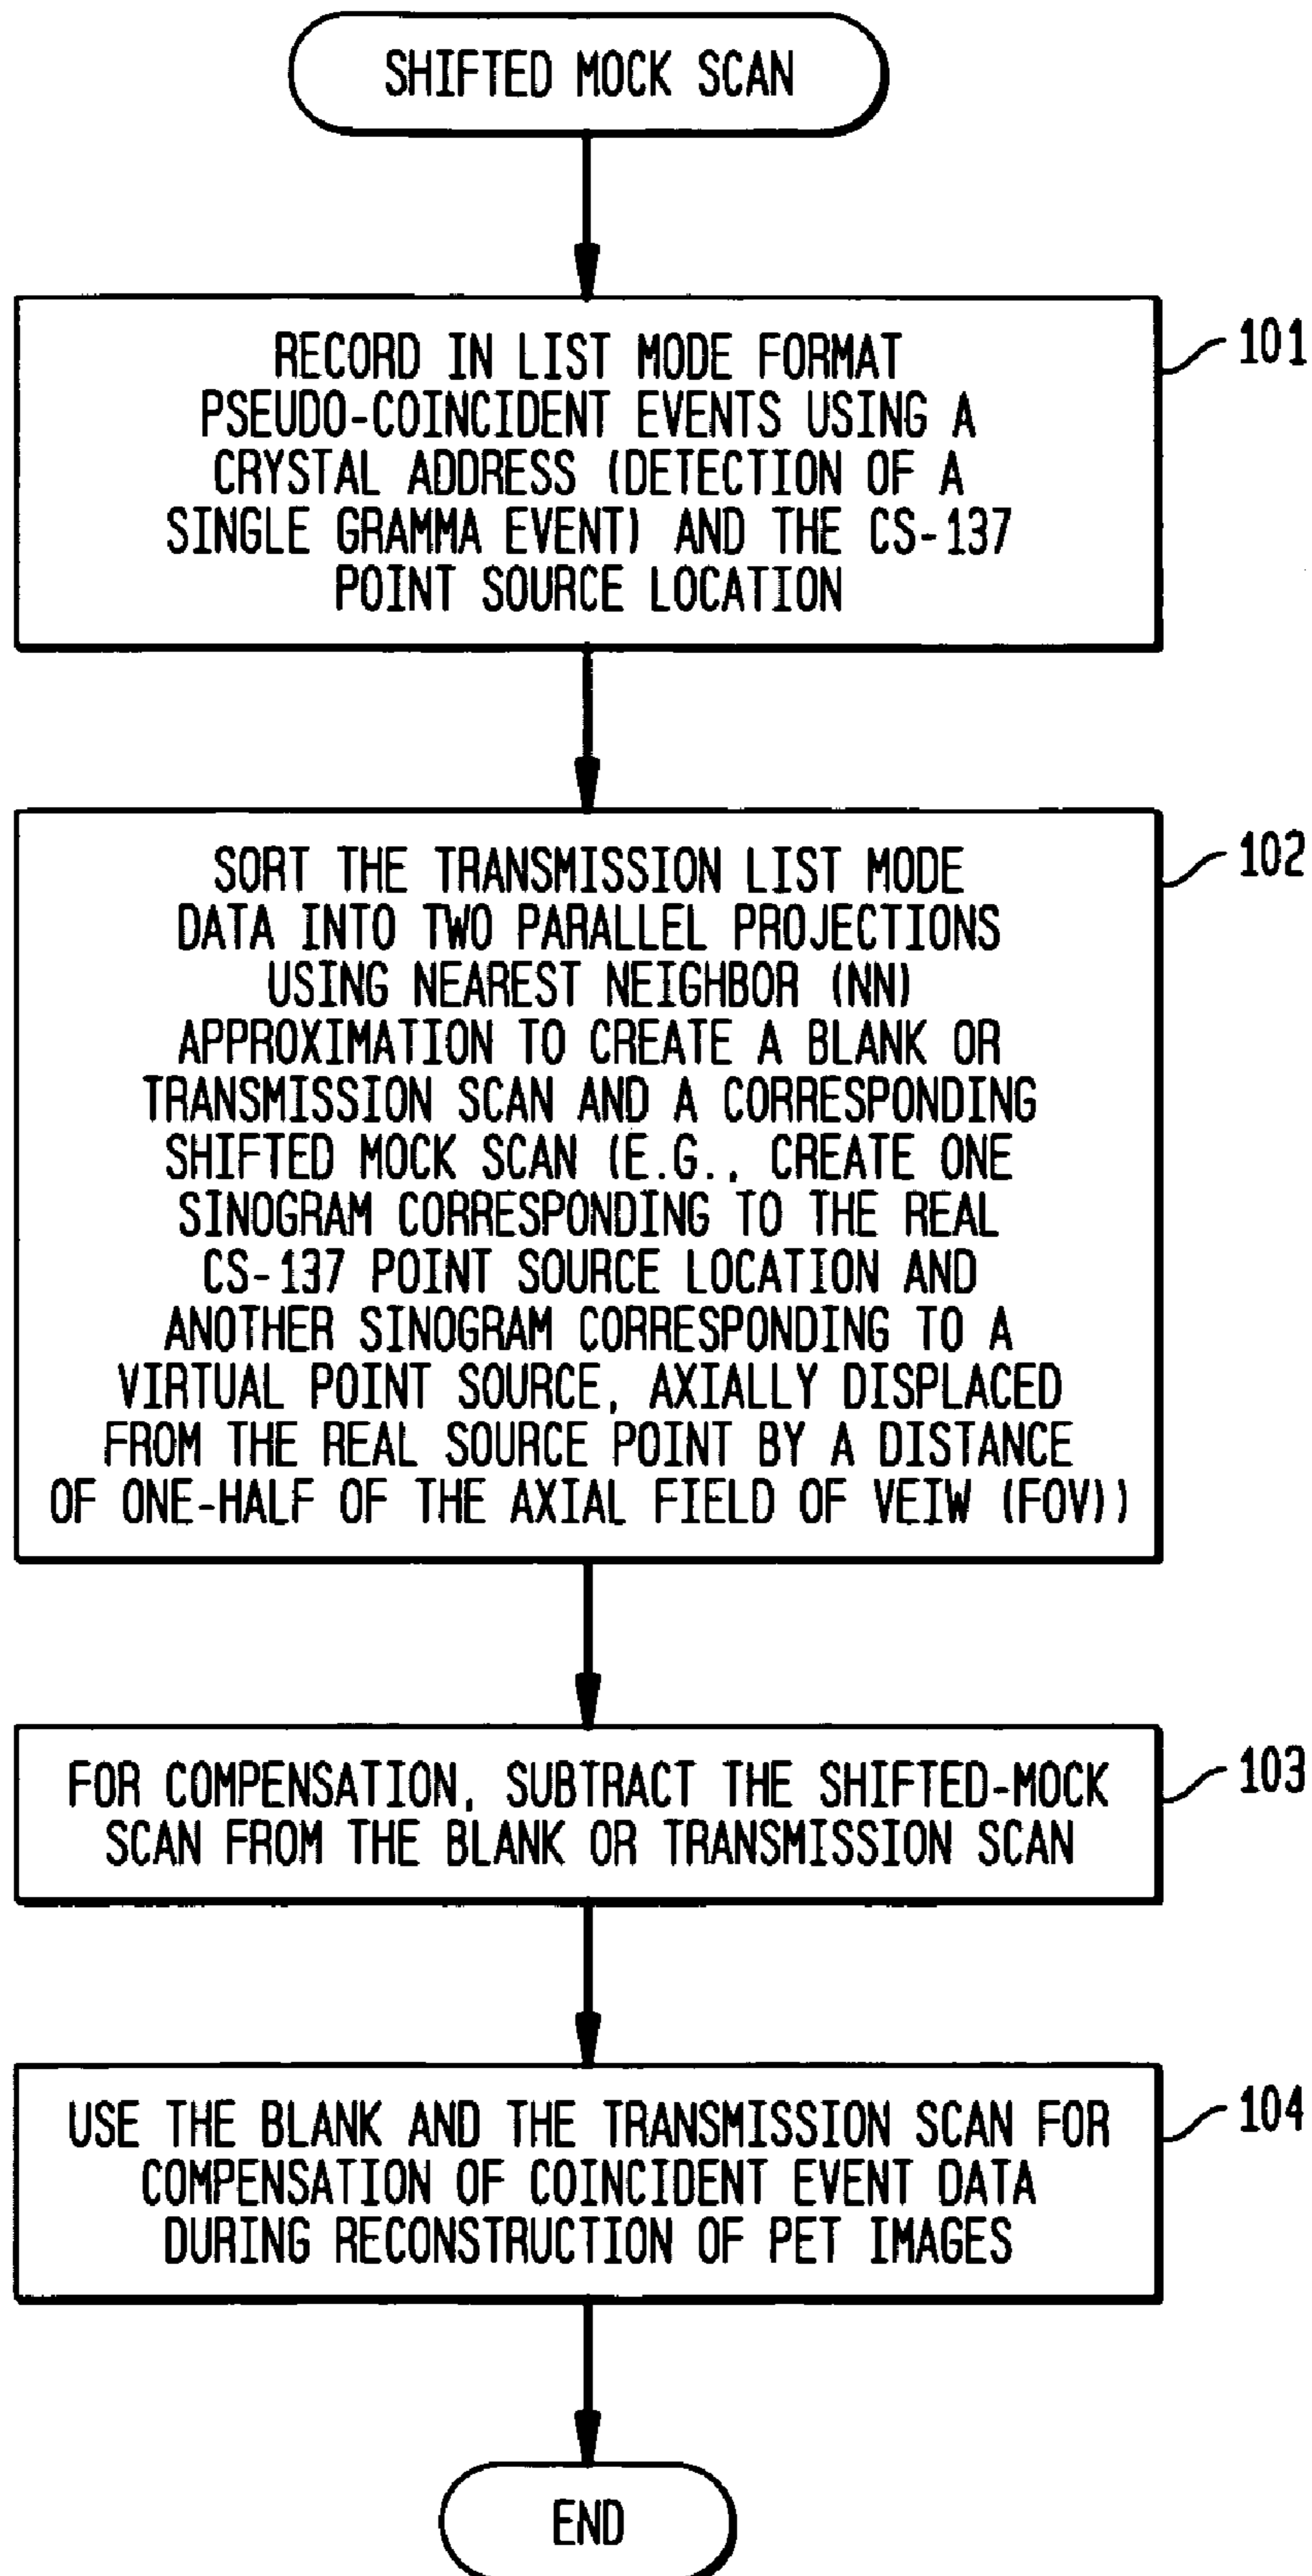 SHIFTED MOCK SCAN
RECORD IN LIST MODE FORMAT
PSEUDO-COINCIDENT EVENTS USING A
CRYSTAL ADDRESS (DETECTION OF A
SINGLE GRAMMA EVENT) AND THE CS-137
POINT SOURCE LOCATION
101
SORT THE TRANSMISSION LIST MODE
DATA INTO TWO PARALLEL PROJECTIONS
USING NEAREST NEIGHBOR (NN)
APPROXIMATION TO CREATE A BLANK OR
TRANSMISSION SCAN AND A CORRESPONDING
SHIFTED MOCK SCAN (E.G., CREATE ONE
SINOGRAM CORRESPONDING TO THE REAL
CS-137 POINT SOURCE LOCATION AND
ANOTHER SINOGRAM CORRESPONDING TO A
VIRTUAL POINT SOURCE, AXIALLY DISPLACED
FROM THE REAL SOURCE POINT BY A DISTANCE
OF ONE-HALF OF THE AXIAL FIELD OF VEIW (FOV))
102
FOR COMPENSATION, SUBTRACT THE SHIFTED-MOCK
SCAN FROM THE BLANK OR TRANSMISSION SCAN
103
USE THE BLANK AND THE TRANSMISSION SCAN FOR
COMPENSATION OF COINCIDENT EVENT DATA
DURING RECONSTRUCTION OF PET IMAGES
104
END